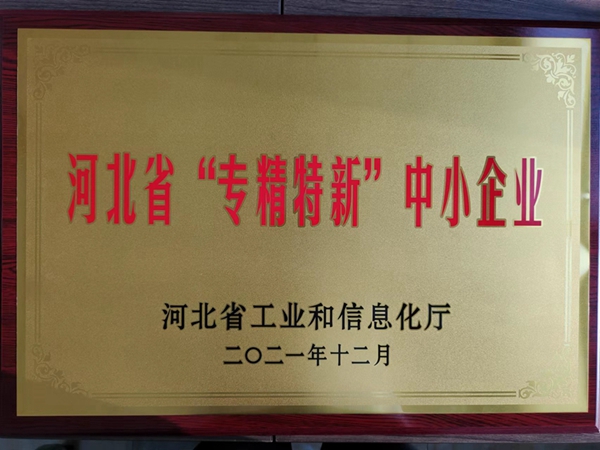 河北省“专精特新”中小企业
河北省工业和信息化厅
二〇二一年十二月